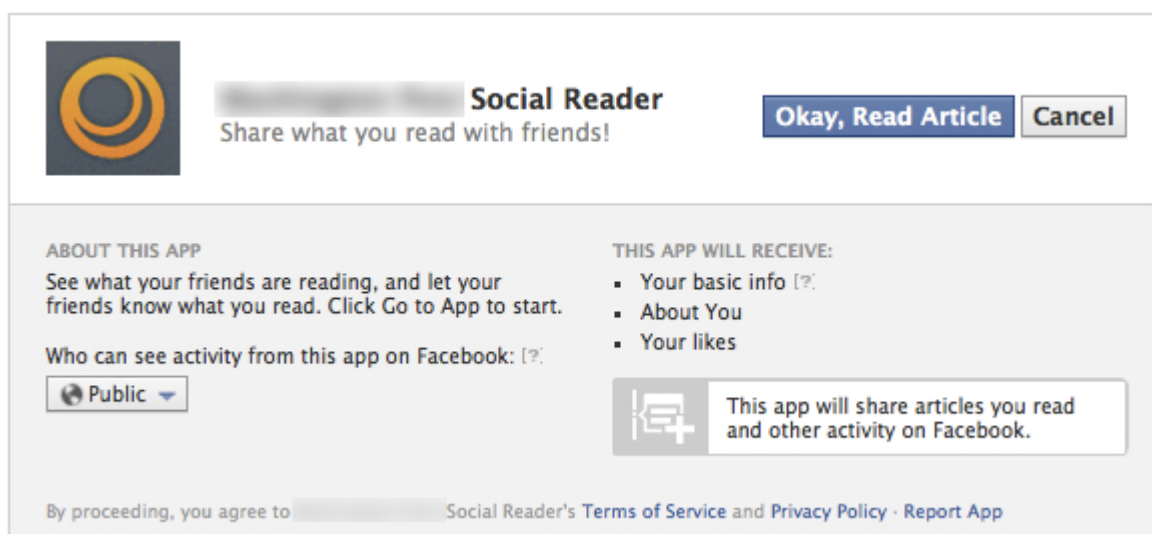 Social Reader
Share what you read with friends!
Okay, Read Article
Cancel
ABOUT THIS APP
See what your friends are reading, and let your
friends know what you read. Click Go to App to start.
Who can see activity from this app on Facebook: [?]
Public
THIS APP WILL RECEIVE:
▪ Your basic info [?]
▪ About You
▪ Your likes
This app will share articles you read
and other activity on Facebook.
By proceeding, you agree to Social Reader's Terms of Service and Privacy Policy · Report App